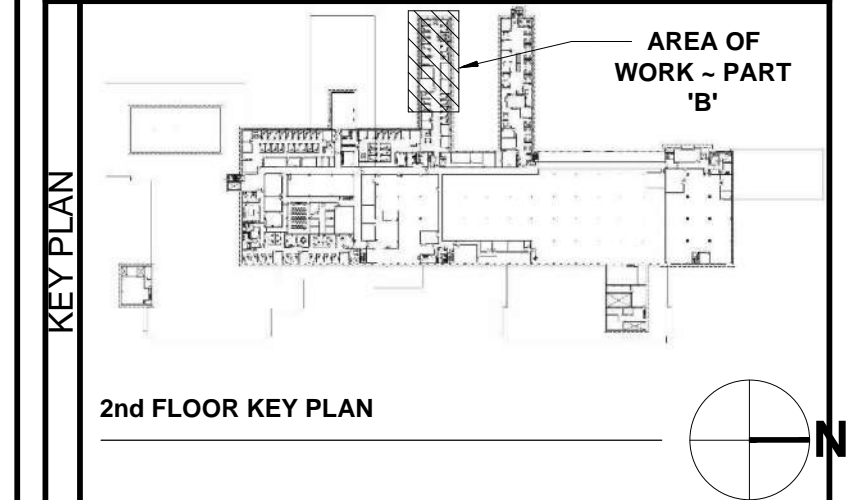 AREA OF
WORK ~ PART
'B'
KEY PLAN
2nd FLOOR KEY PLAN
N